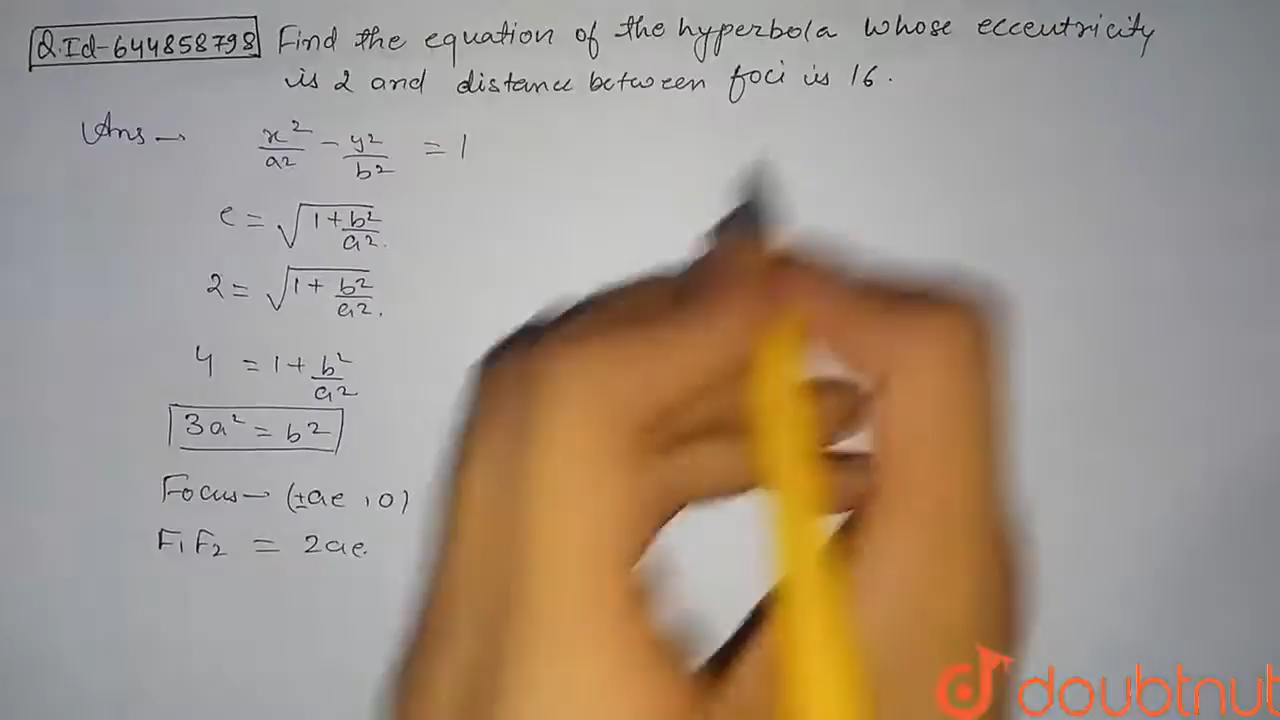 Q.Id-644858798 Find the equation of the hyperbola whose eccentricity
is 2 and distance between foci is 16.
Ans → x²/a² - y²/b² = 1
e = √(1+b²/a²).
2 = √(1+b²/a²).
4 = 1+b²/a²
3a² = b²
Focus → (±ae, 0)
F₁F₂ = 2ae.
doubtnut